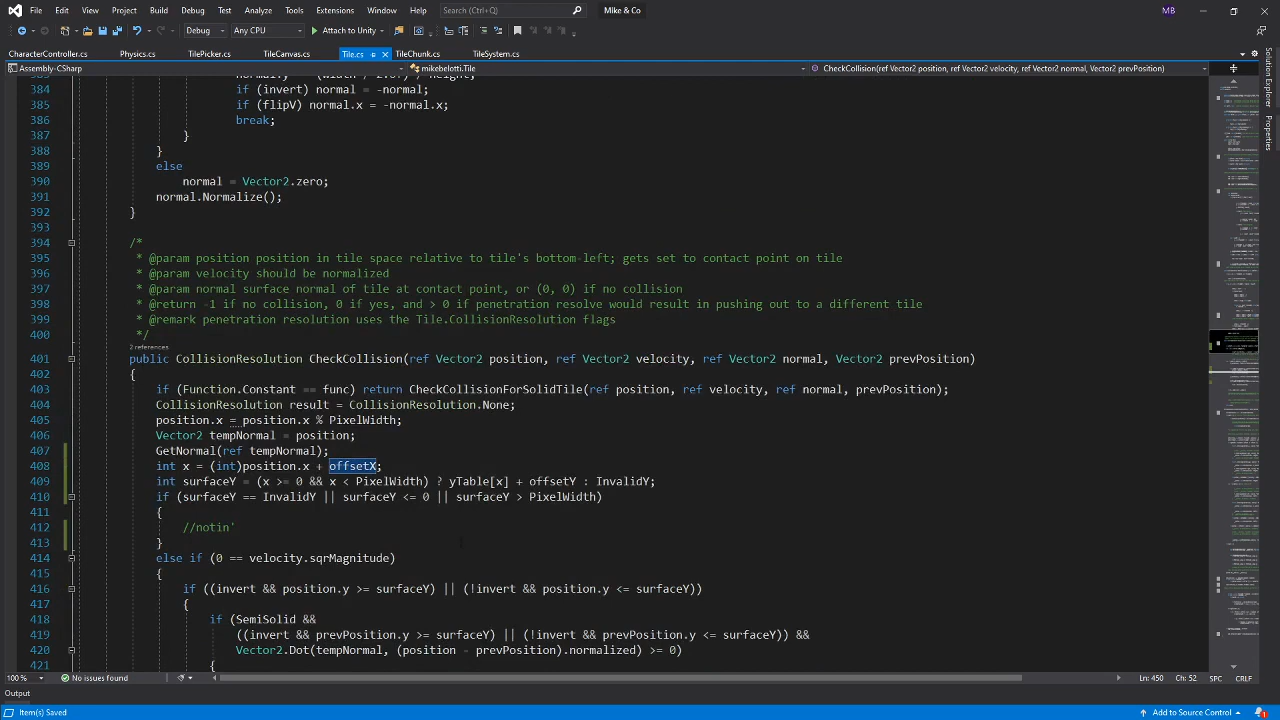 File Edit View Git Project Build Debug Test Analyze Tools Extensions Window Help Search (Ctrl+Q) Mike & Co MB
Debug Any CPU Attach to Unity
CharacterController.cs Physics.cs TilePicker.cs TileCanvas.cs Tile.cs TileChunk.cs TileSystem.cs
Assembly-CSharp mikebelotti.Tile CheckCollision(ref Vector2 position, ref Vector2 velocity, ref Vector2 normal, Vector2 prevPosition)
384 if (invert) normal = -normal;
385 if (flipV) normal.x = -normal.x;
386 break;
387 }
388 }
389 else
390 normal = Vector2.zero;
391 normal.Normalize();
392 }
393
394 /*
395 * @param position position in tile space relative to tile's bottom-left; gets set to contact point on tile
396 * @param velocity should be normalized
397 * @param normal surface normal of tile at contact point, or (0, 0) if no collision
398 * @return -1 if no collision, 0 if yes, and > 0 if penetration resolve would result in pushing out to a different tile
399 * @remark penetration resolution uses the Tile.CollisionResolution flags
400 */
2 references
401 public CollisionResolution CheckCollision(ref Vector2 position, ref Vector2 velocity, ref Vector2 normal, Vector2 prevPosition)
402 {
403 if (Function.Constant == func) return CheckCollisionForFullTile(ref position, ref velocity, ref normal, prevPosition);
404 CollisionResolution result = CollisionResolution.None;
405 position.x = position.x % PixelWidth;
406 Vector2 tempNormal = position;
407 GetNormal(ref tempNormal);
408 int x = (int)position.x + offsetX;
409 int surfaceY = (x >= 0 && x < PixelWidth) ? yProfile[x] + offsetY : InvalidY;
410 if (surfaceY == InvalidY || surfaceY <= 0 || surfaceY > PixelWidth)
411 {
412 //notin'
413 }
414 else if (0 == velocity.sqrMagnitude)
415 {
416 if ((invert && position.y >= surfaceY) || (!invert && position.y <= surfaceY))
417 {
418 if (SemiSolid &&
419 ((invert && prevPosition.y >= surfaceY) || (!invert && prevPosition.y <= surfaceY)) ||
420 Vector2.Dot(tempNormal, (position - prevPosition).normalized) >= 0)
421 {
100 % No issues found Ln: 450 Ch: 52 SPC CRLF
Output
Item(s) Saved Add to Source Control 1
Solution Explorer
Properties